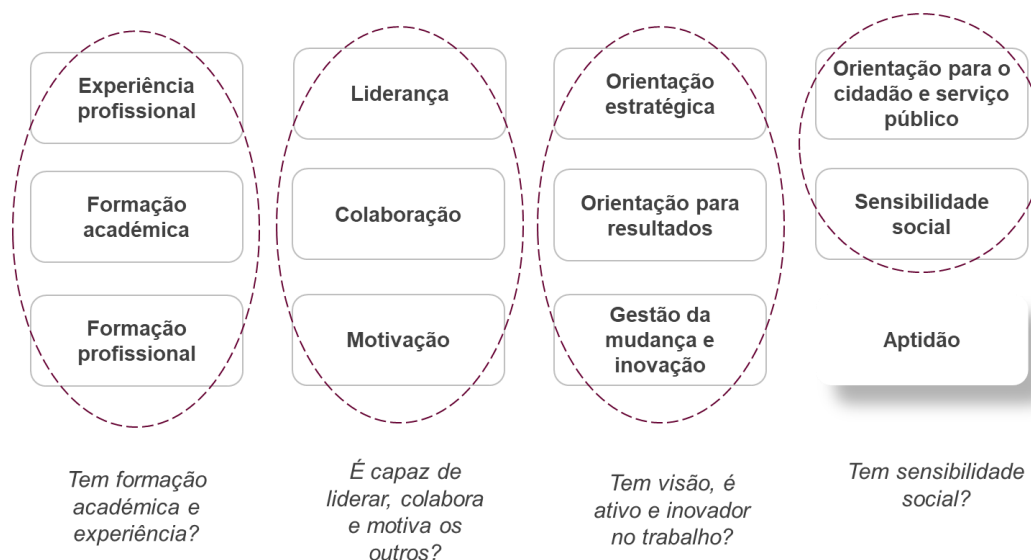 Experiência
profissional
Formação
académica
Formação
profissional
Tem formação
académica e
experiência?
Liderança
Colaboração
Motivação
É capaz de
liderar, colabora
e motiva os
outros?
Orientação
estratégica
Orientação para
resultados
Gestão da
mudança e
inovação
Tem visão, é
ativo e inovador
no trabalho?
Orientação para o
cidadão e serviço
público
Sensibilidade
social
Aptidão
Tem sensibilidade
social?